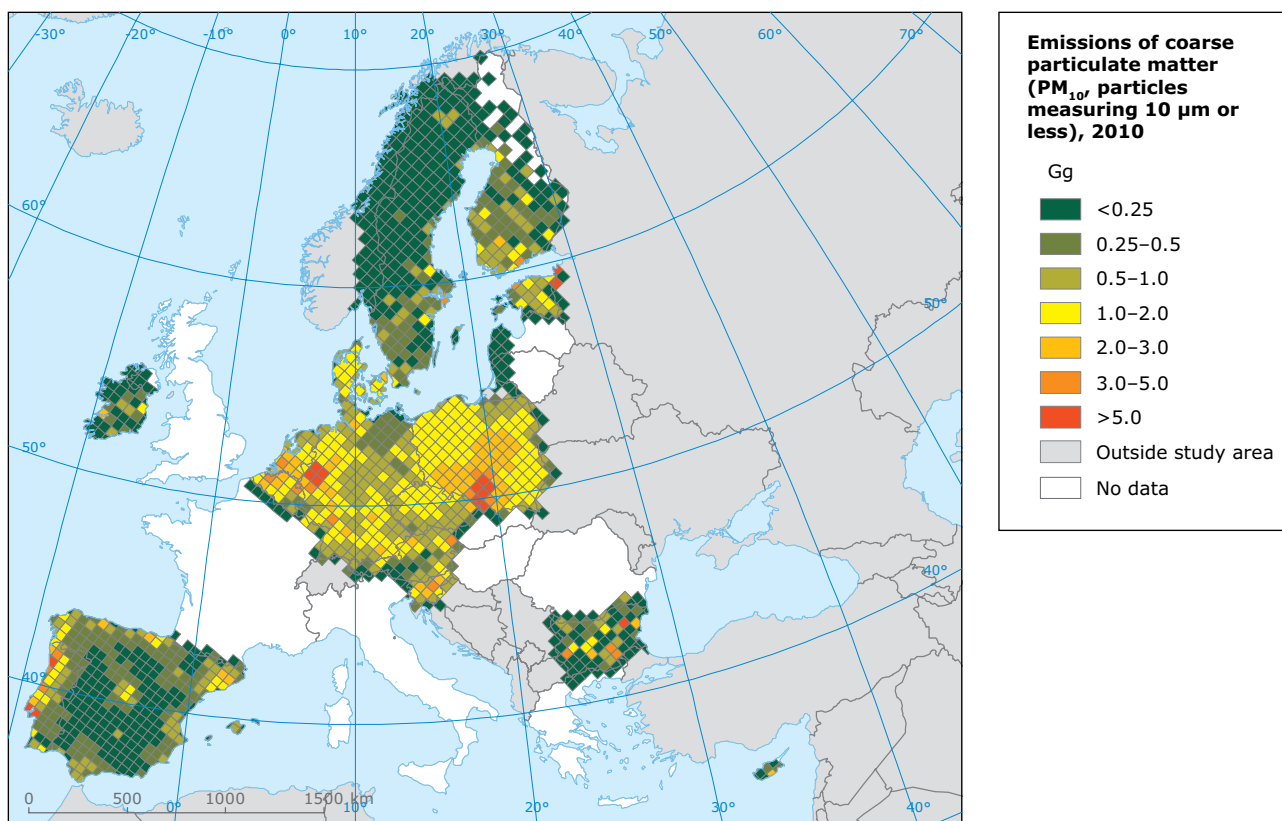 -30° -20° -10° 0° 10° 20° 30° 40° 50° 60° 70°
60°
50°
50°
40°
40°
0 500 1000 1500 km
0° 10° 20° 30° 40°
Emissions of coarse
particulate matter
(PM10, particles
measuring 10 µm or
less), 2010
Gg
<0.25
0.25–0.5
0.5–1.0
1.0–2.0
2.0–3.0
3.0–5.0
>5.0
Outside study area
No data